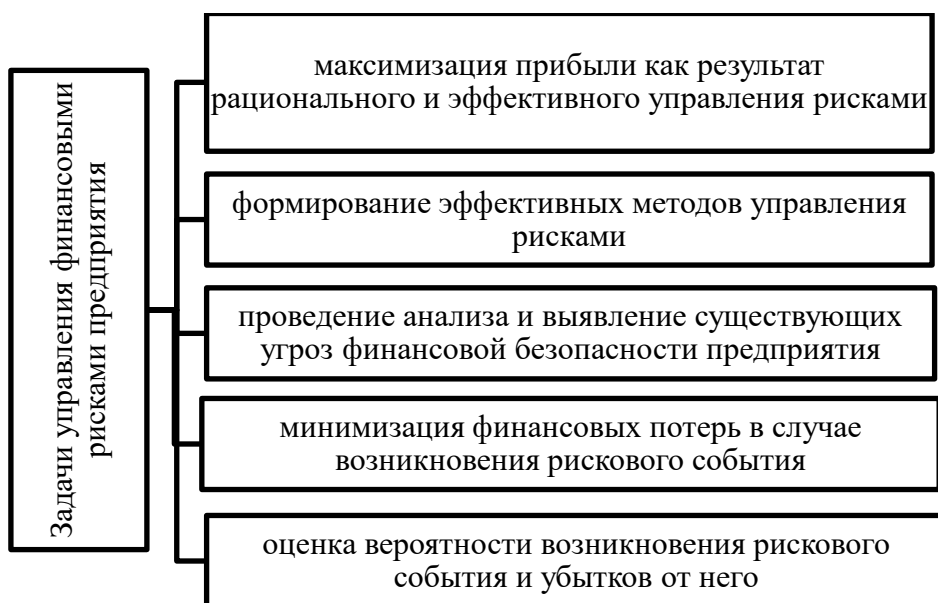 Задачи управления финансовыми
рисками предприятия
максимизация прибыли как результат
рационального и эффективного управления рисками
формирование эффективных методов управления
рисками
проведение анализа и выявление существующих
угроз финансовой безопасности предприятия
минимизация финансовых потерь в случае
возникновения рискового события
оценка вероятности возникновения рискового
события и убытков от него